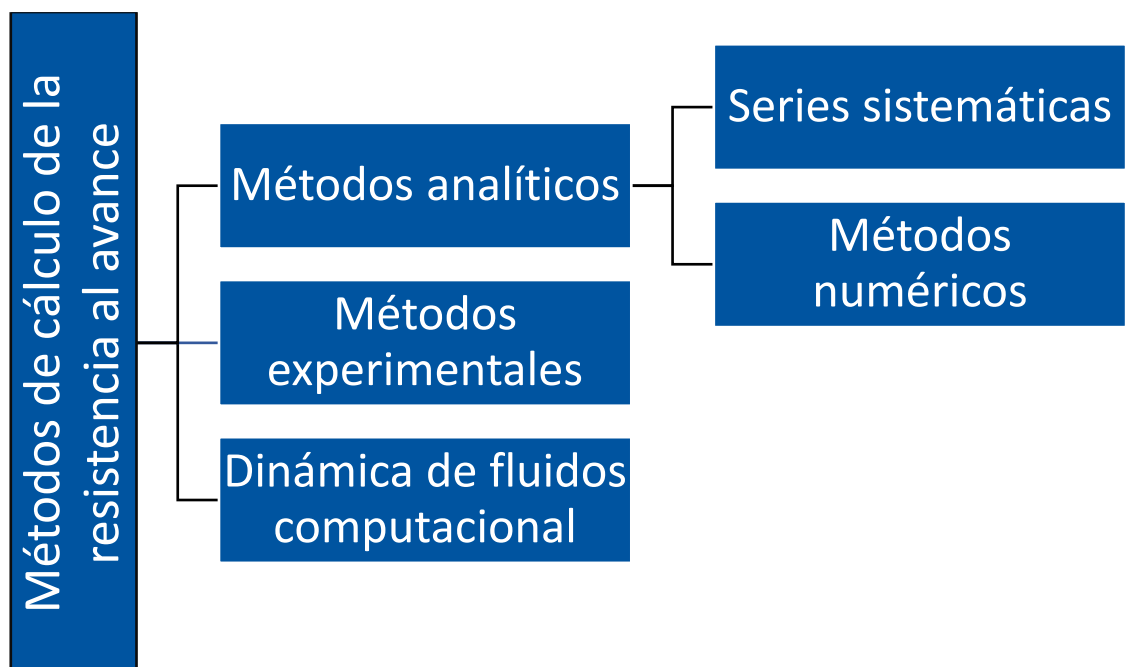 Métodos de cálculo de la
resistencia al avance
Métodos analíticos
Series sistemáticas
Métodos
numéricos
Métodos
experimentales
Dinámica de fluidos
computacional